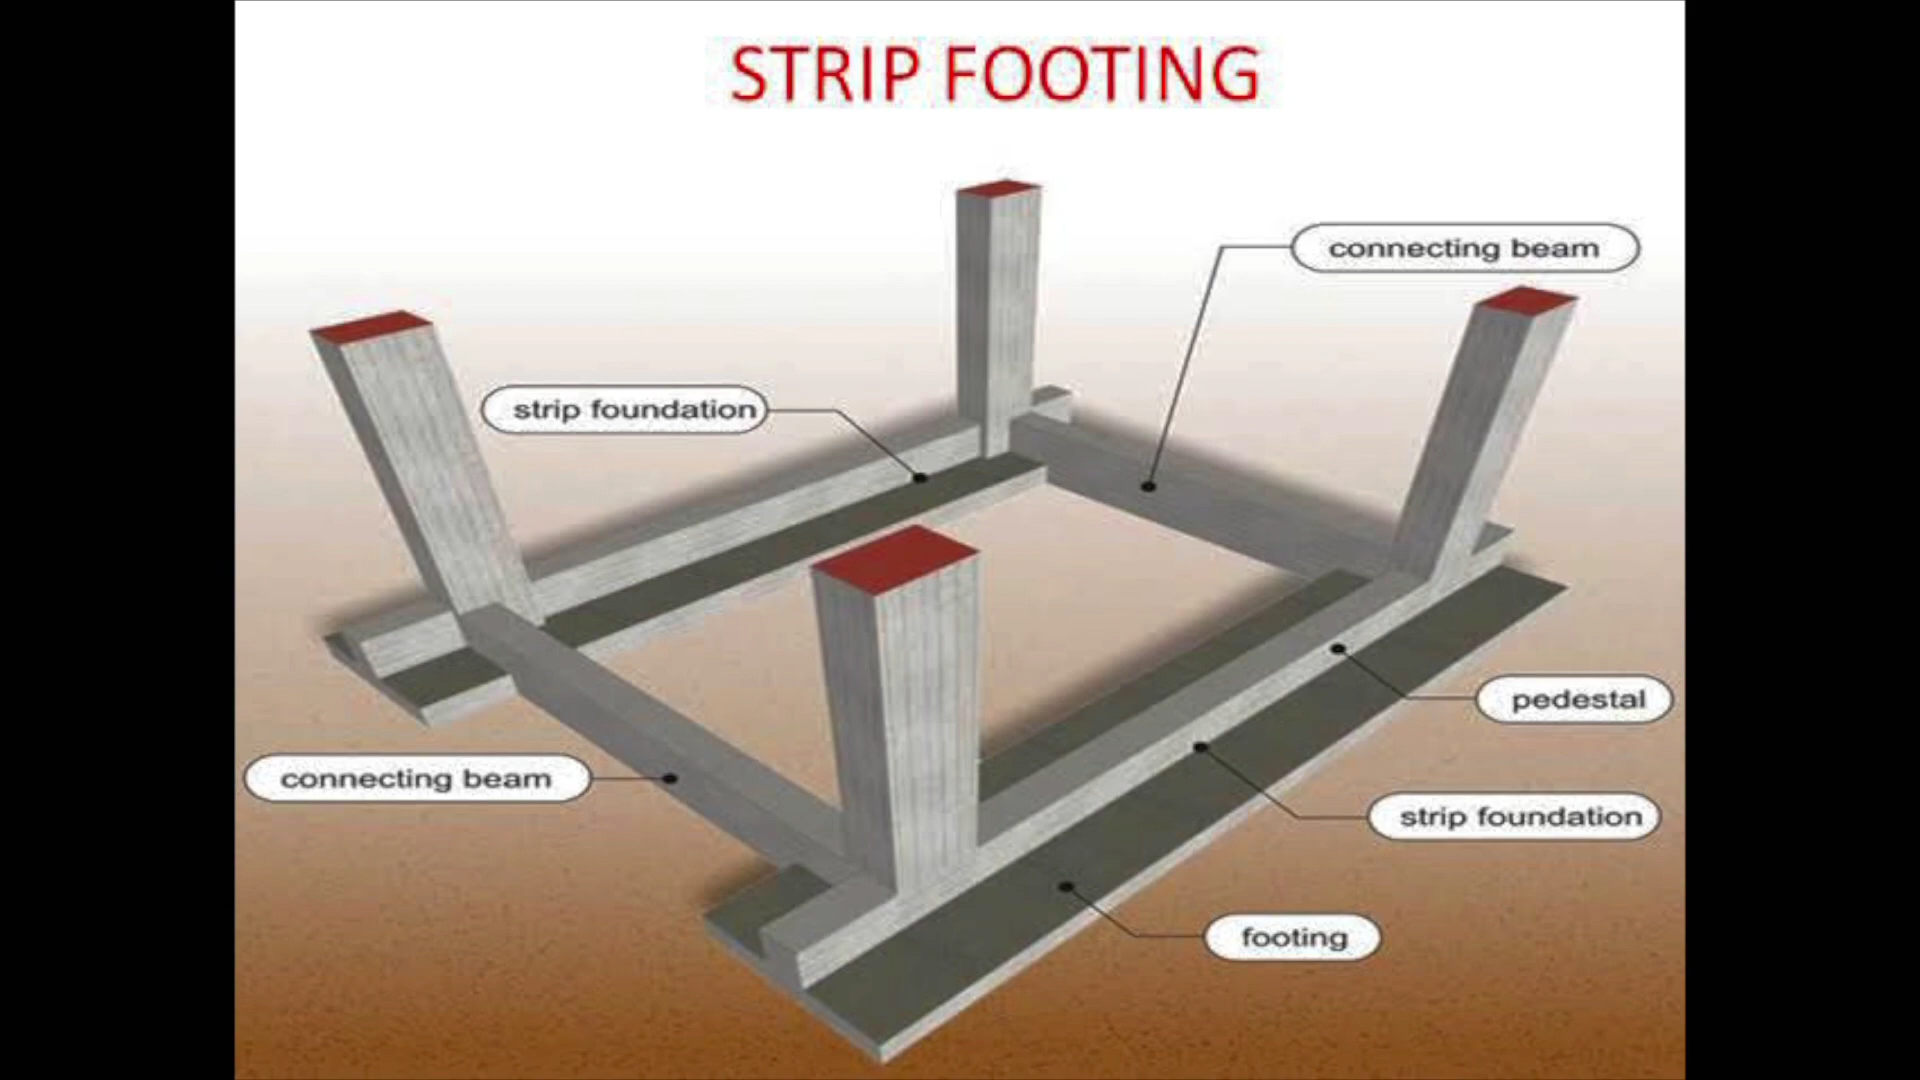 STRIP FOOTING
connecting beam
strip foundation
pedestal
connecting beam
strip foundation
footing